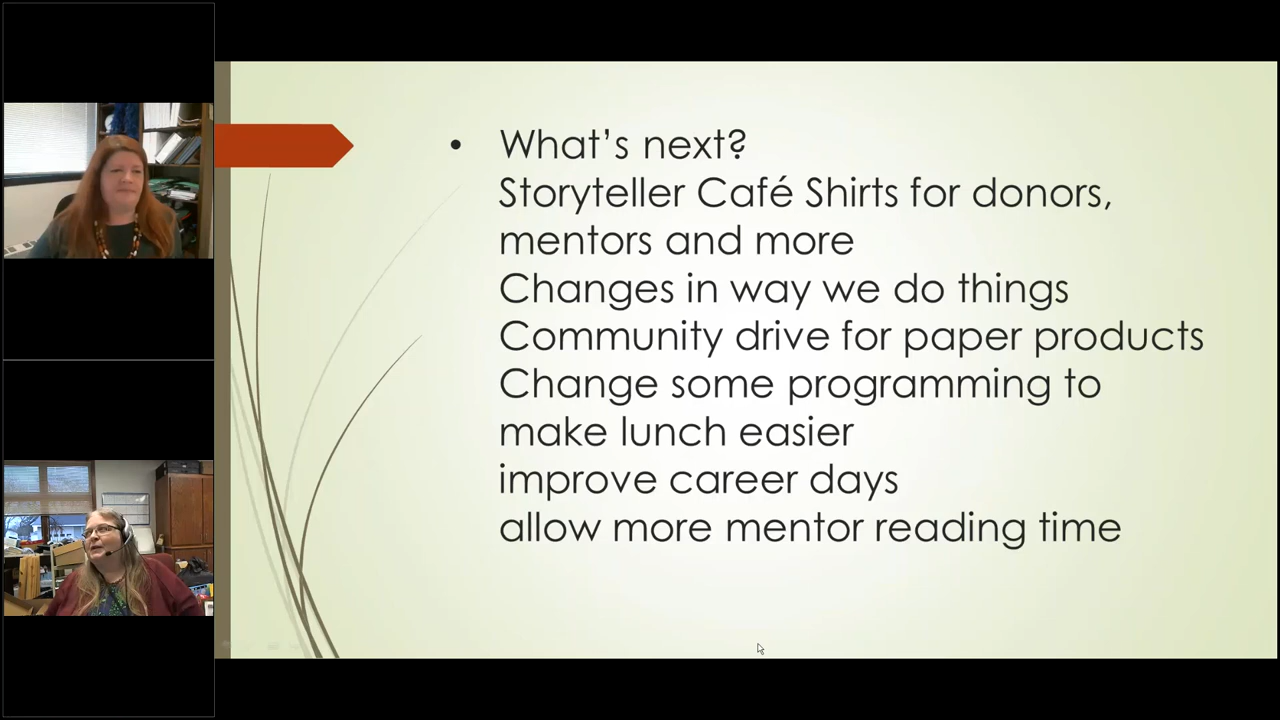 • What’s next?
Storyteller Café Shirts for donors,
mentors and more
Changes in way we do things
Community drive for paper products
Change some programming to
make lunch easier
improve career days
allow more mentor reading time